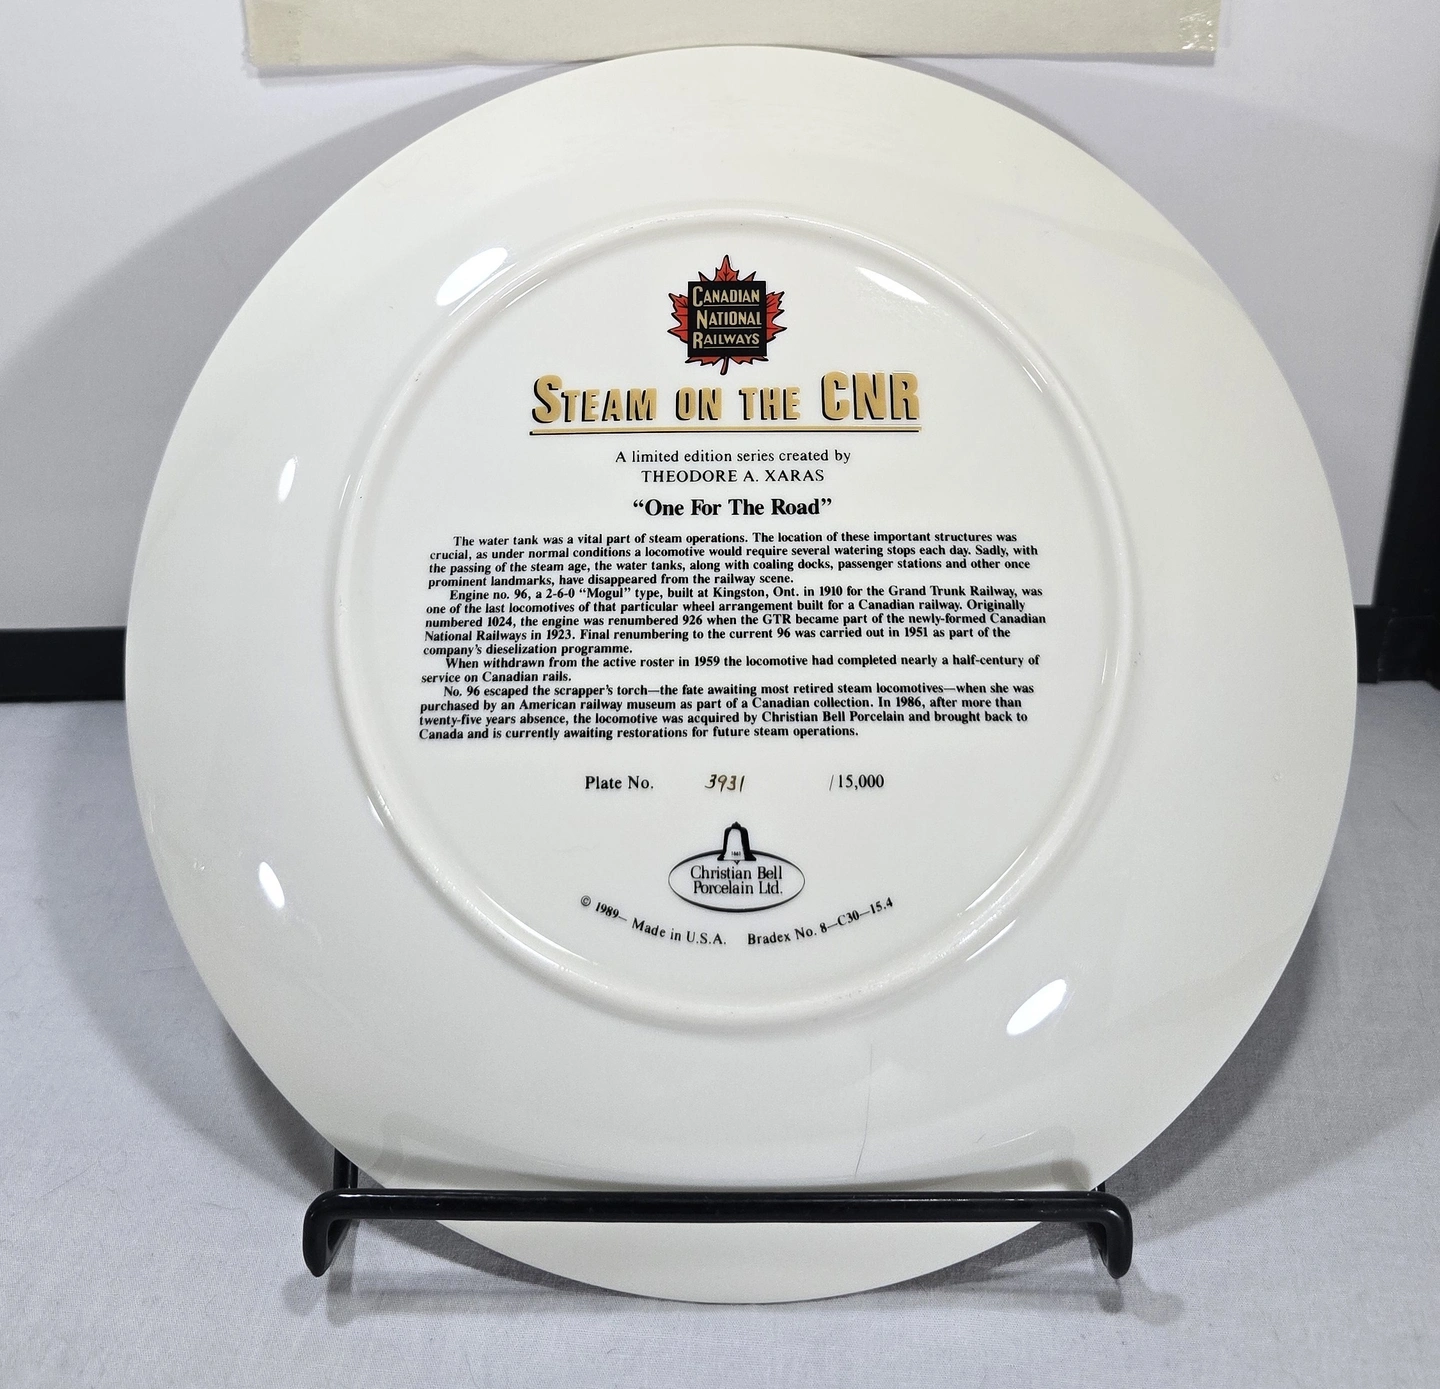 CANADIAN
NATIONAL
RAILWAYS
STEAM ON THE CNR
A limited edition series created by
THEODORE A. XARAS
“One For The Road”
The water tank was a vital part of steam operations. The location of these important structures was
crucial, as under normal conditions a locomotive would require several watering stops each day. Sadly, with
the passing of the steam age, the water tanks, along with coaling docks, passenger stations and other once
prominent landmarks, have disappeared from the railway scene.
Engine no. 96, a 2-6-0 “Mogul” type, built at Kingston, Ont. in 1910 for the Grand Trunk Railway, was
one of the last locomotives of that particular wheel arrangement built for a Canadian railway. Originally
numbered 1024, the engine was renumbered 926 when the GTR became part of the newly-formed Canadian
National Railways in 1923. Final renumbering to the current 96 was carried out in 1951 as part of the
company’s dieselization programme.
When withdrawn from the active roster in 1959 the locomotive had completed nearly a half-century of
service on Canadian rails.
No. 96 escaped the scrapper’s torch—the fate awaiting most retired steam locomotives—when she was
purchased by an American railway museum as part of a Canadian collection. In 1986, after more than
twenty-five years absence, the locomotive was acquired by Christian Bell Porcelain and brought back to
Canada and is currently awaiting restorations for future steam operations.
Plate No. 3931 /15,000
Christian Bell
Porcelain Ltd.
© 1989— Made in U.S.A. Bradex No. 8—C30—15.4